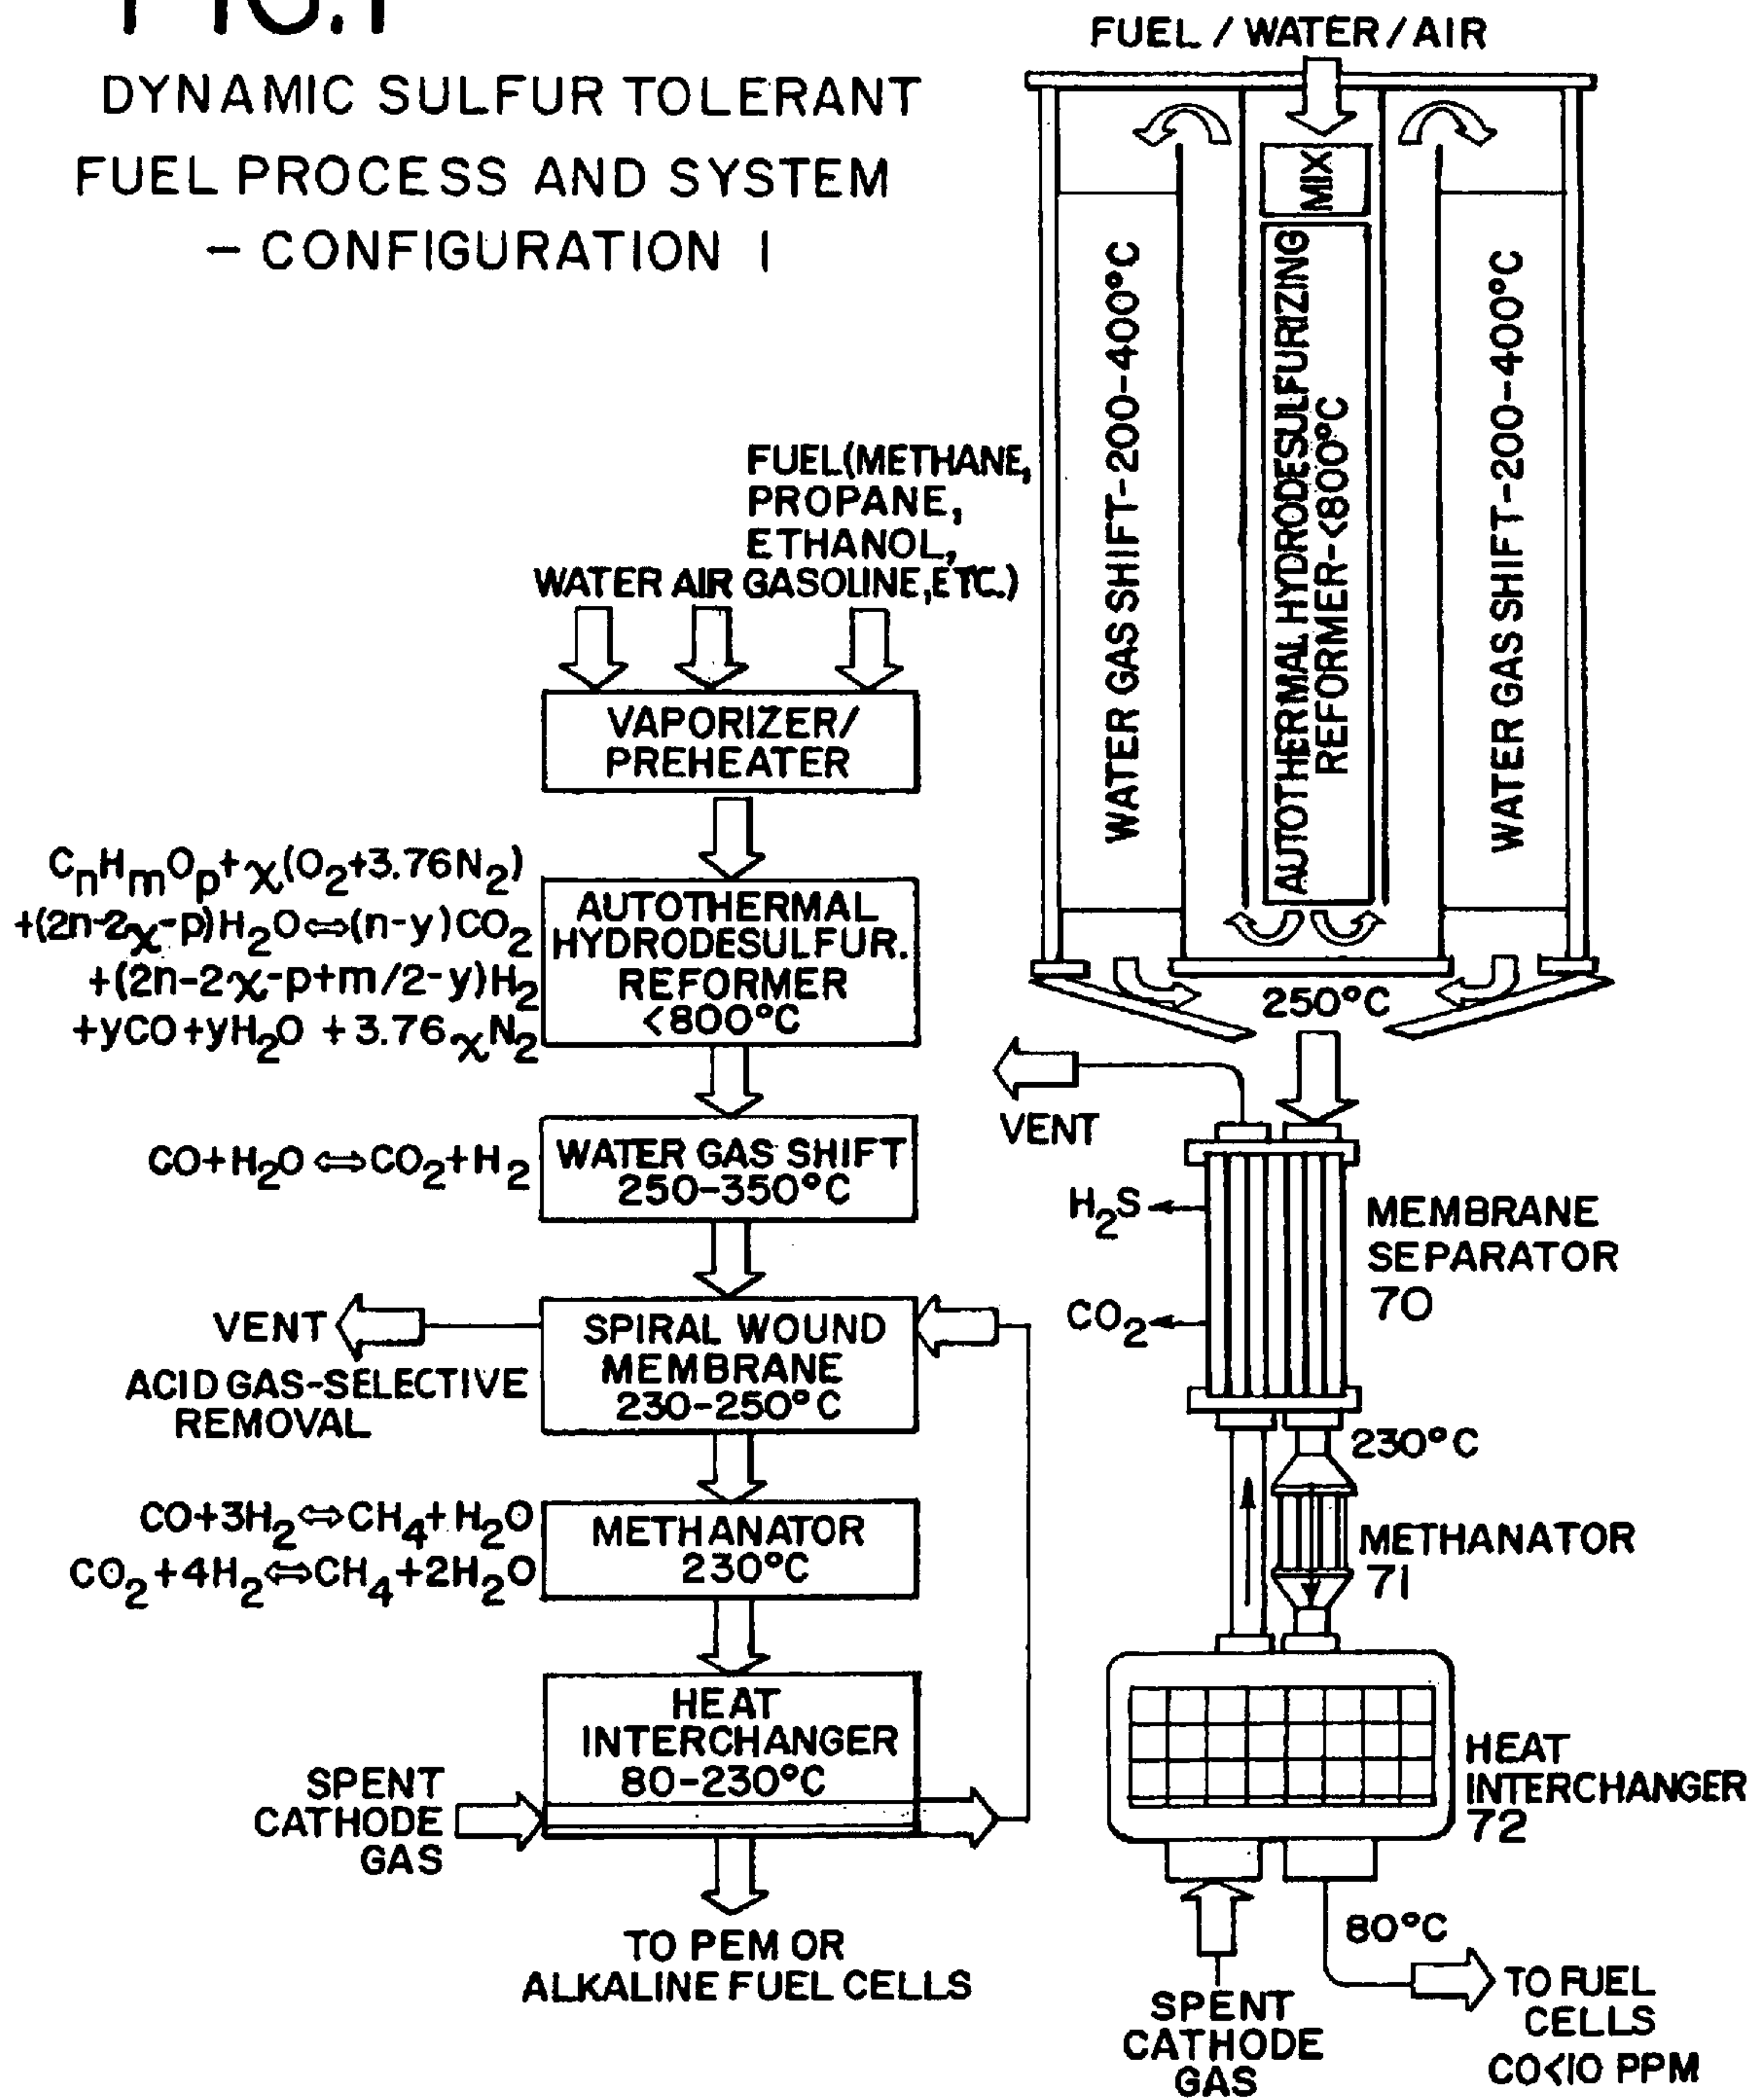 FIG.1
DYNAMIC SULFUR TOLERANT
FUEL PROCESS AND SYSTEM
– CONFIGURATION I
FUEL(METHANE,
PROPANE,
ETHANOL,
WATER AIR GASOLINE,ETC.)
VAPORIZER/
PREHEATER
CnHmOp+χ(O2+3.76N2)
+(2n-2χ-p)H2O⇔(n-y)CO2
+(2n-2χ-p+m/2-y)H2
+yCO+yH2O +3.76χN2
AUTOTHERMAL
HYDRODESULFUR.
REFORMER
<800°C
CO+H2O⇔CO2+H2
WATER GAS SHIFT
250-350°C
VENT
ACID GAS-SELECTIVE
REMOVAL
SPIRAL WOUND
MEMBRANE
230-250°C
CO+3H2⇔CH4+H2O
CO2+4H2⇔CH4+2H2O
METHANATOR
230°C
HEAT
INTERCHANGER
80-230°C
SPENT
CATHODE
GAS
TO PEM OR
ALKALINE FUEL CELLS
FUEL / WATER / AIR
MIX
WATER GAS SHIFT-200-400°C
AUTOTHERMAL HYDRODESULFURIZING
REFORMER-<800°C
WATER GAS SHIFT-200-400°C
250°C
VENT
H2S
CO2
MEMBRANE
SEPARATOR
70
230°C
METHANATOR
71
HEAT
INTERCHANGER
72
80°C
SPENT
CATHODE
GAS
TO FUEL
CELLS
CO<10 PPM